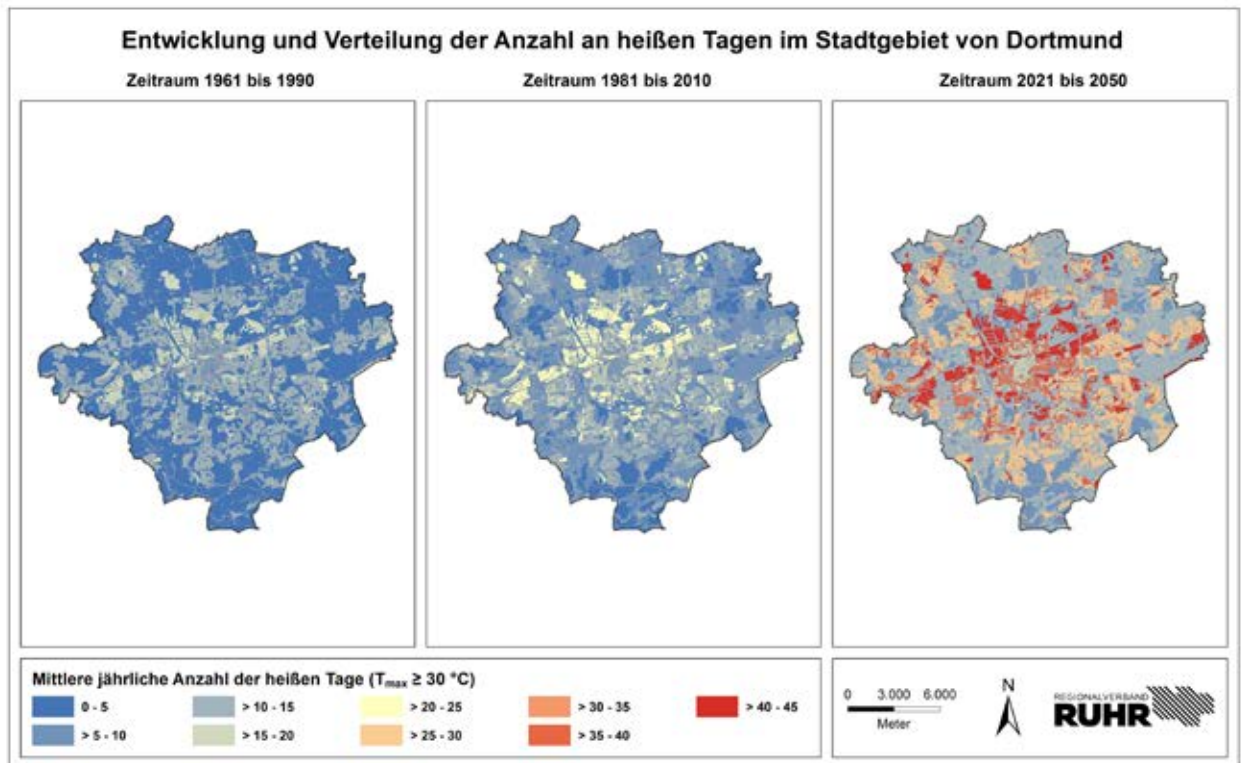 Entwicklung und Verteilung der Anzahl an heißen Tagen im Stadtgebiet von Dortmund
Zeitraum 1961 bis 1990
Zeitraum 1981 bis 2010
Zeitraum 2021 bis 2050
Mittlere jährliche Anzahl der heißen Tage (Tmax ≥ 30 °C)
0 - 5
> 10 - 15
> 20 - 25
> 30 - 35
> 40 - 45
> 5 - 10
> 15 - 20
> 25 - 30
> 35 - 40
0 3.000 6.000
Meter
N
REGIONALVERBAND
RUHR